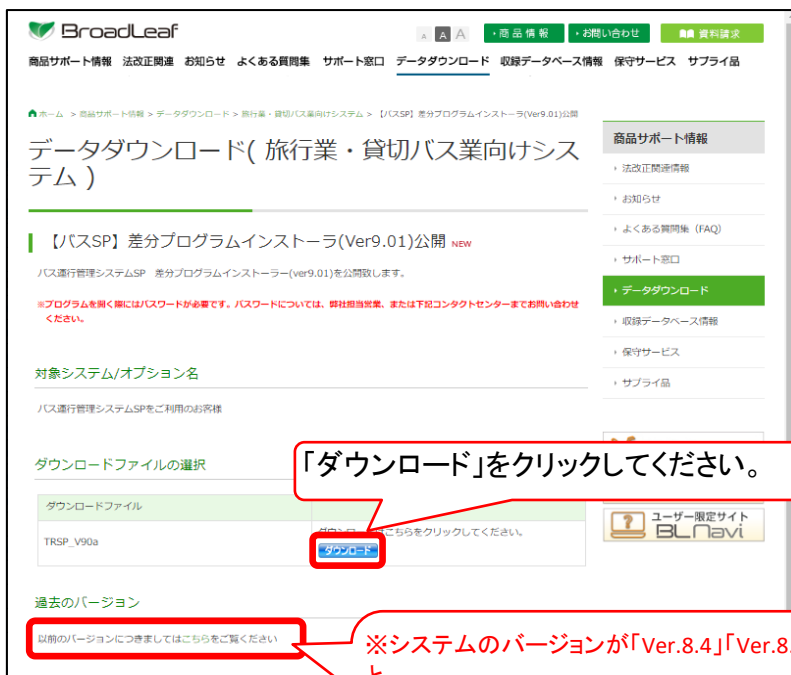 BroadLeaf
A A A ・商品情報 ・お問い合わせ 資料請求
商品サポート情報 法改正関連 お知らせ よくある質問集 サポート窓口 データダウンロード 収録データベース情報 保守サービス サプライ品
ホーム > 商品サポート情報 > データダウンロード > 旅行業・貸切バス業向けシステム > 【バスSP】差分プログラムインストーラ(Ver9.01)公開
データダウンロード( 旅行業・貸切バス業向けシス
テム )
【バスSP】差分プログラムインストーラ(Ver9.01)公開 NEW
バス運行管理システムSP 差分プログラムインストーラー(ver9.01)を公開致します。
※プログラムを開く際にはパスワードが必要です。パスワードについては、弊社担当営業、または下記コンタクトセンターまでお問い合わせ
ください。
対象システム/オプション名
バス運行管理システムSPをご利用のお客様
ダウンロードファイルの選択
「ダウンロード」をクリックしてください。
ダウンロードファイル
TRSP_V90a
こちらをクリックしてください。
ダウンロード
過去のバージョン
以前のバージョンにつきましてはこちらをご覧ください
※システムのバージョンが「Ver.8.4」「Ver.8.
商品サポート情報
› 法改正関連情報
› お知らせ
› よくある質問集（FAQ）
› サポート窓口
› データダウンロード
› 収録データベース情報
› 保守サービス
› サプライ品
ユーザー限定サイト
BLNavi